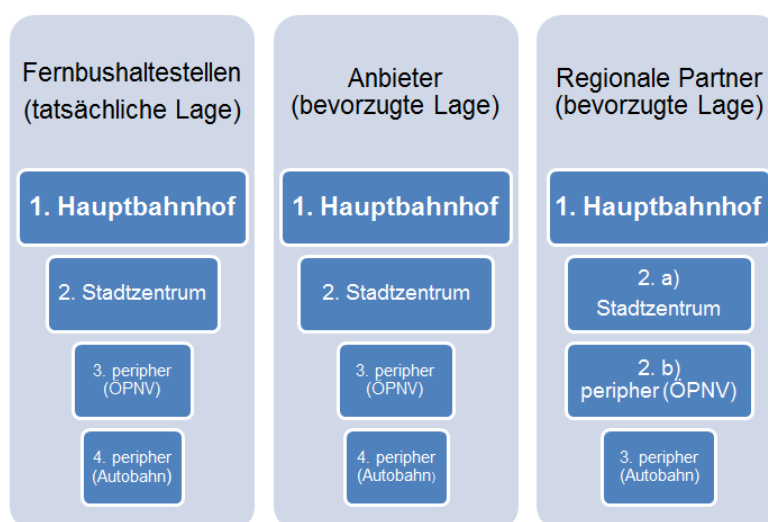 Fernbushaltestellen
(tatsächliche Lage)
1. Hauptbahnhof
2. Stadtzentrum
3. peripher
(ÖPNV)
4. peripher
(Autobahn)
Anbieter
(bevorzugte Lage)
1. Hauptbahnhof
2. Stadtzentrum
3. peripher
(ÖPNV)
4. peripher
(Autobahn)
Regionale Partner
(bevorzugte Lage)
1. Hauptbahnhof
2. a)
Stadtzentrum
2. b)
peripher (ÖPNV)
3. peripher
(Autobahn)